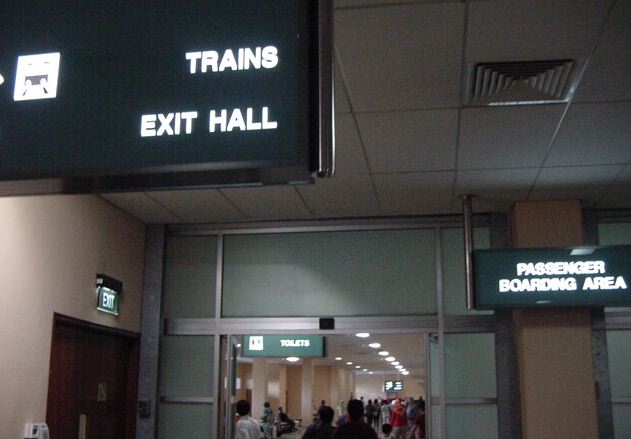 TRAINS
EXIT HALL
PASSENGER
BOARDING AREA
EXIT
TOILETS